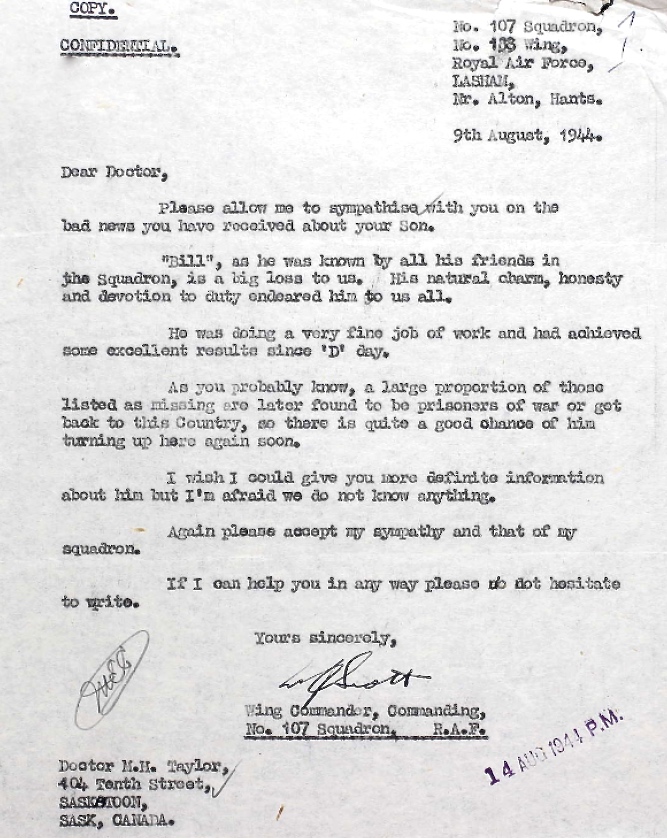 COPY.
CONFIDENTIAL.
No. 107 Squadron,
No. 138 Wing,
Royal Air Force,
LASHAM,
Nr. Alton, Hants.
9th August, 1944.
Dear Doctor,
Please allow me to sympathise with you on the
bad news you have received about your Son.
"Bill", as he was known by all his friends in
the Squadron, is a big loss to us. His natural charm, honesty
and devotion to duty endeared him to us all.
He was doing a very fine job of work and had achieved
some excellent results since 'D' day.
As you probably know, a large proportion of those
listed as missing are later found to be prisoners of war or get
back to this Country, so there is quite a good chance of him
turning up here again soon.
I wish I could give you more definite information
about him but I'm afraid we do not know anything.
Again please accept my sympathy and that of my
squadron.
If I can help you in any way please do not hesitate
to write.
Yours sincerely,
Scott
Wing Commander, Commanding,
No. 107 Squadron, R.A.F.
14 AUG 1944 P.M.
Doctor M.H. Taylor,
404 Tenth Street,
SASKATOON,
SASK, CANADA.